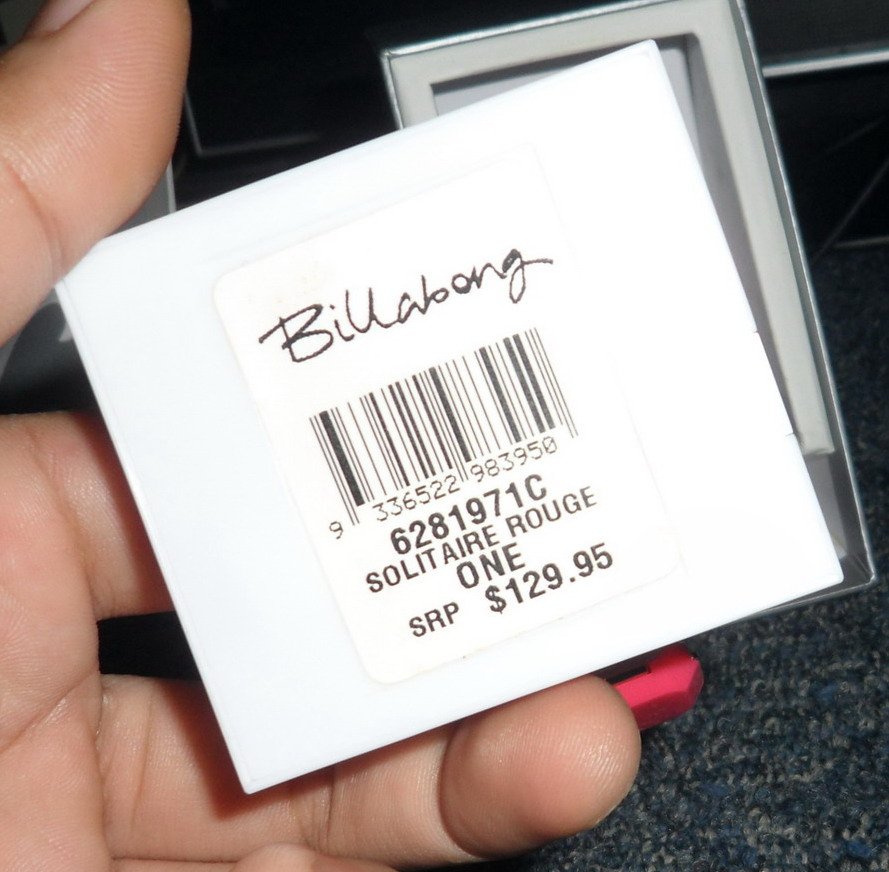 Billabong
9 336522 983950
6281971C
SOLITAIRE ROUGE
ONE
SRP $129.95